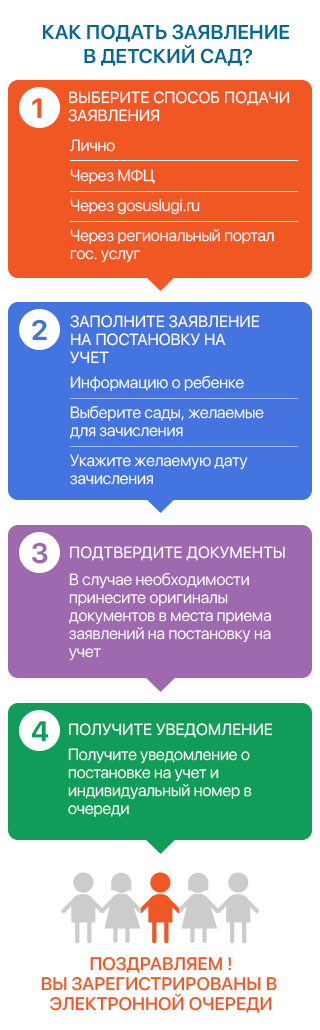 КАК ПОДАТЬ ЗАЯВЛЕНИЕ
В ДЕТСКИЙ САД?
1
ВЫБЕРИТЕ СПОСОБ ПОДАЧИ
ЗАЯВЛЕНИЯ
Лично
Через МФЦ
Через gosuslugi.ru
Через региональный портал
гос. услуг
2
ЗАПОЛНИТЕ ЗАЯВЛЕНИЕ
НА ПОСТАНОВКУ НА
УЧЕТ
Информацию о ребенке
Выберите сады, желаемые
для зачисления
Укажите желаемую дату
зачисления
3
ПОДТВЕРДИТЕ ДОКУМЕНТЫ
В случае необходимости
принесите оригиналы
документов в места приема
заявлений на постановку на
учет
4
ПОЛУЧИТЕ УВЕДОМЛЕНИЕ
Получите уведомление о
постановке на учет и
индивидуальный номер в
очереди
ПОЗДРАВЛЯЕМ !
ВЫ ЗАРЕГИСТРИРОВАНЫ В
ЭЛЕКТРОННОЙ ОЧЕРЕДИ